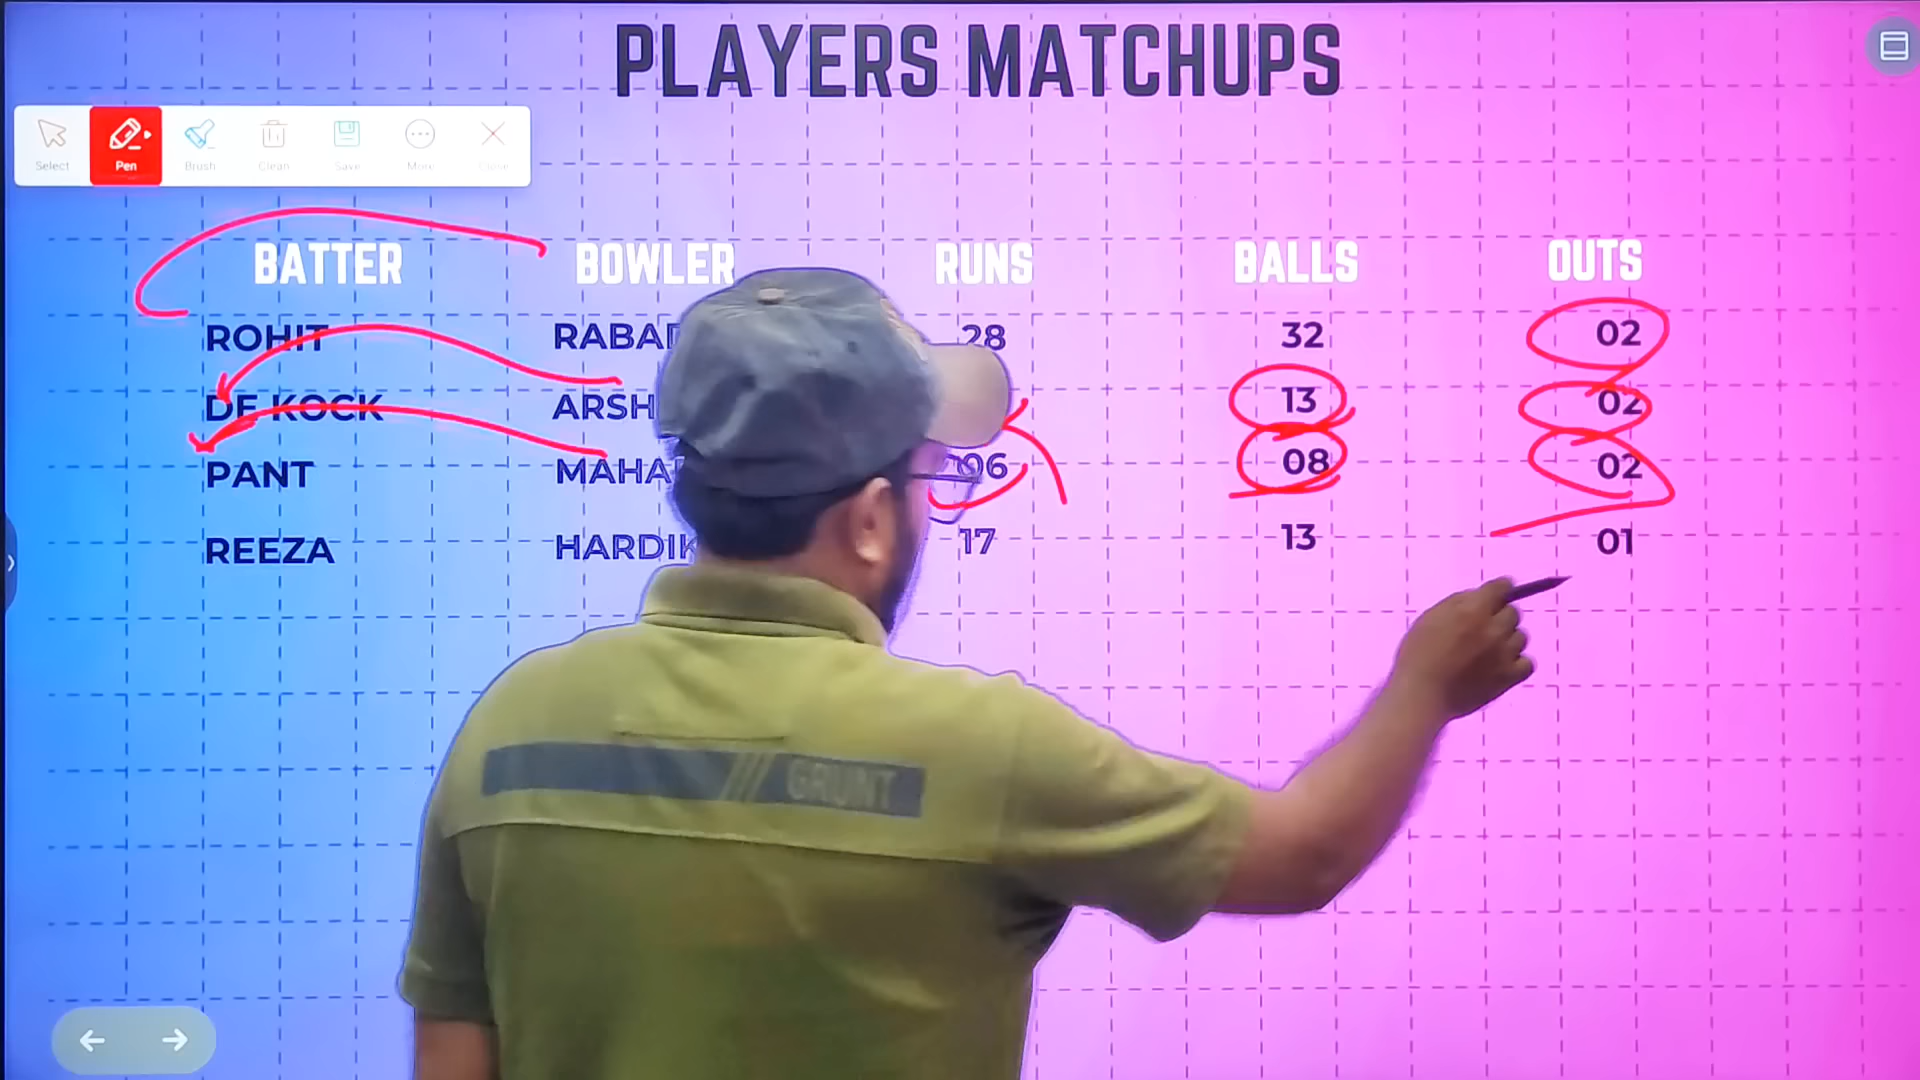 PLAYERS MATCHUPS
Select Pen Brush Clean Save More Close
BATTER BOWLER RUNS BALLS OUTS
ROHIT 28 32 02
DE KOCK 13 02
PANT 06 08 02
REEZA HARDIK 17 13 01
GRUNT